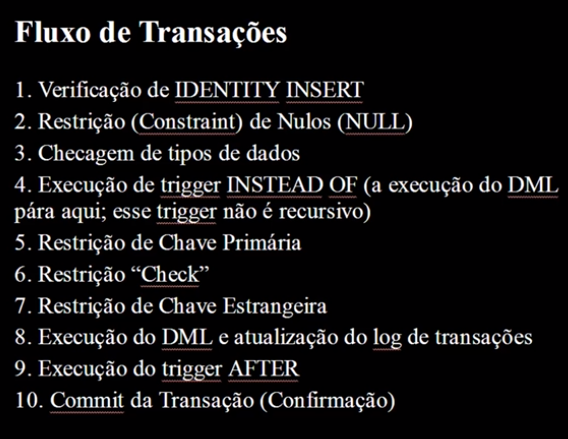 Fluxo de Transações
1. Verificação de IDENTITY INSERT
2. Restrição (Constraint) de Nulos (NULL)
3. Checagem de tipos de dados
4. Execução de trigger INSTEAD OF (a execução do DML
pára aqui; esse trigger não é recursivo)
5. Restrição de Chave Primária
6. Restrição “Check”
7. Restrição de Chave Estrangeira
8. Execução do DML e atualização do log de transações
9. Execução do trigger AFTER
10. Commit da Transação (Confirmação)